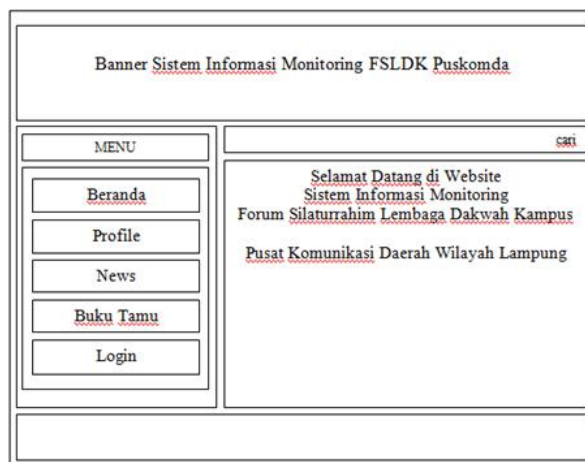 Banner Sistem Informasi Monitoring FSLDK Puskomda
MENU
Beranda
Profile
News
Buku Tamu
Login
cari
Selamat Datang di Website
Sistem Informasi Monitoring
Forum Silaturrahim Lembaga Dakwah Kampus
Pusat Komunikasi Daerah Wilayah Lampung